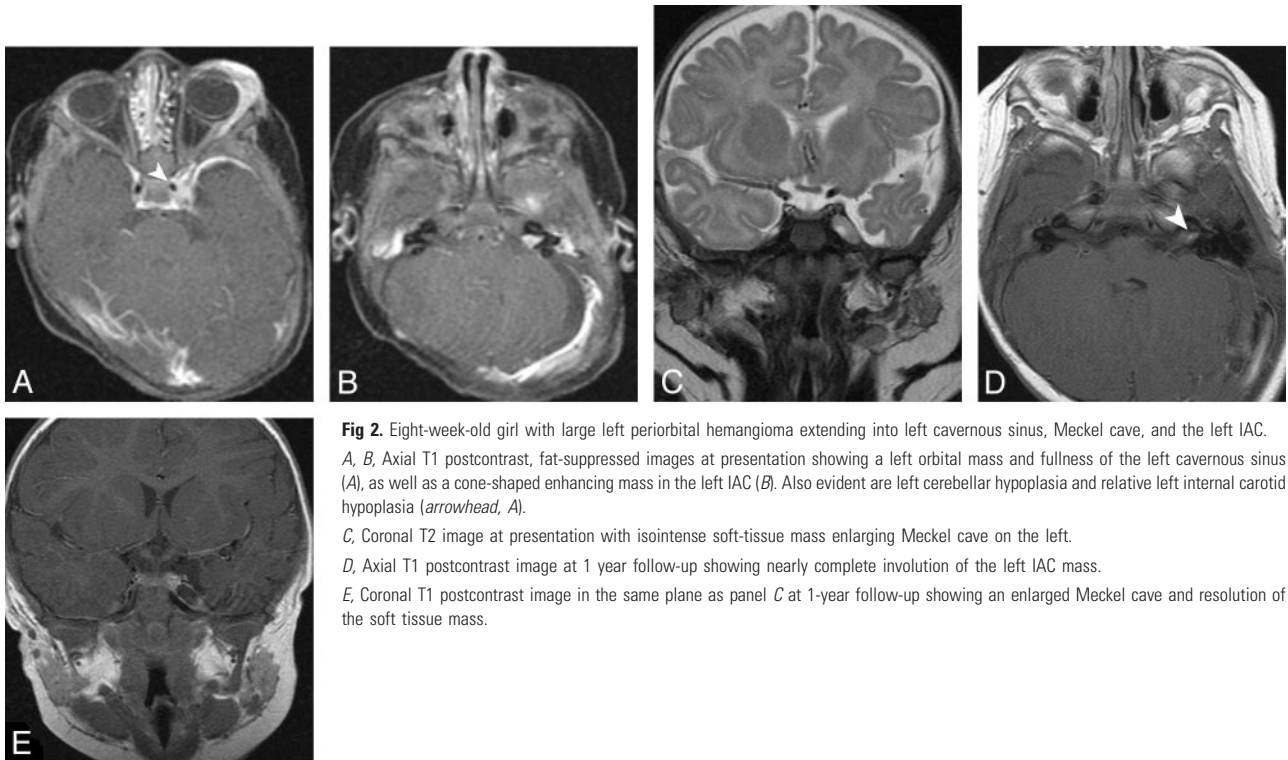 A
B
C
D
E
Fig 2. Eight-week-old girl with large left periorbital hemangioma extending into left cavernous sinus, Meckel cave, and the left IAC.
A, B, Axial T1 postcontrast, fat-suppressed images at presentation showing a left orbital mass and fullness of the left cavernous sinus
(A), as well as a cone-shaped enhancing mass in the left IAC (B). Also evident are left cerebellar hypoplasia and relative left internal carotid
hypoplasia (arrowhead, A).
C, Coronal T2 image at presentation with isointense soft-tissue mass enlarging Meckel cave on the left.
D, Axial T1 postcontrast image at 1 year follow-up showing nearly complete involution of the left IAC mass.
E, Coronal T1 postcontrast image in the same plane as panel C at 1-year follow-up showing an enlarged Meckel cave and resolution of
the soft tissue mass.